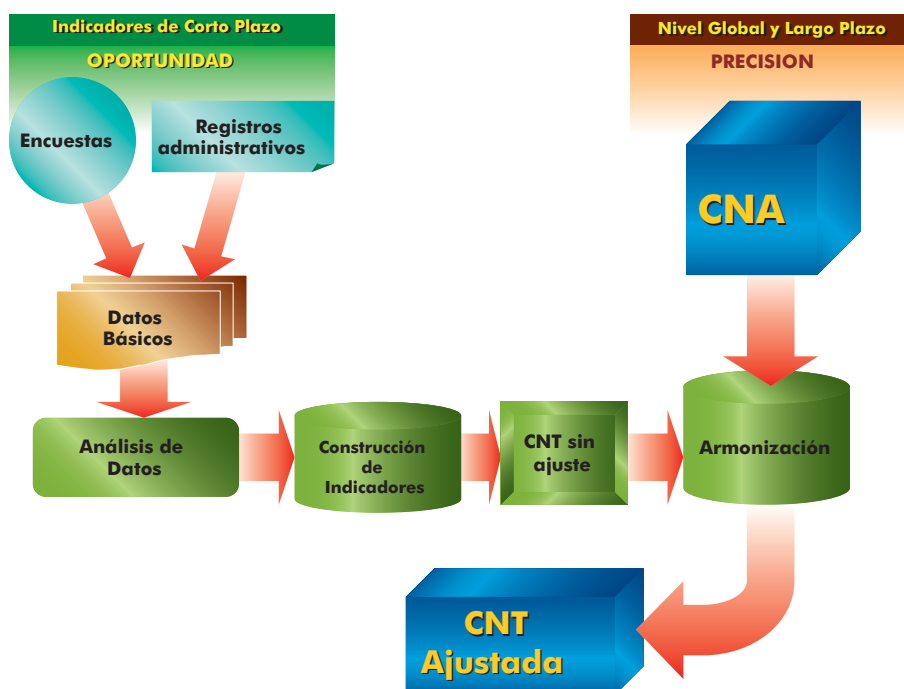 Indicadores de Corto Plazo
OPORTUNIDAD
Encuestas
Registros
administrativos
Nivel Global y Largo Plazo
PRECISION
CNA
Datos
Básicos
Análisis de
Datos
Construcción
de
Indicadores
CNT sin
ajuste
Armonización
CNT
Ajustada